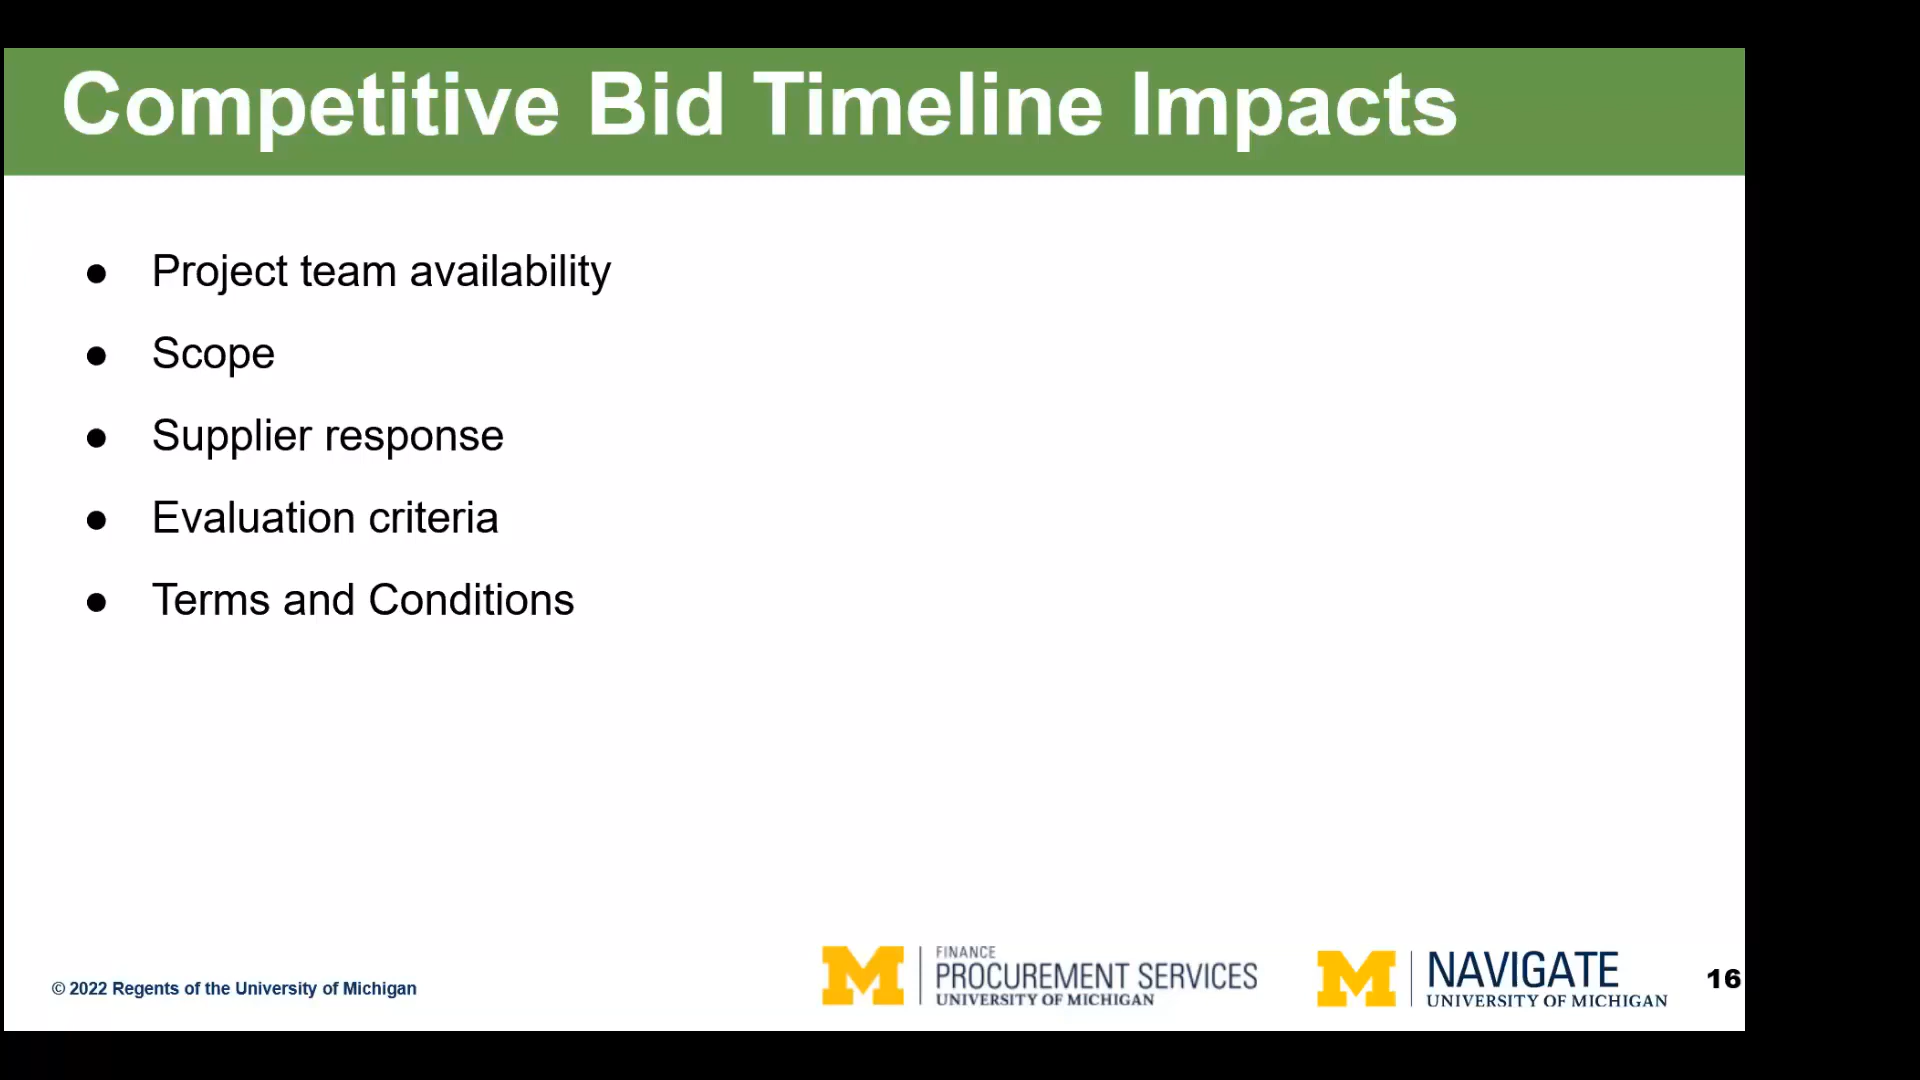 Competitive Bid Timeline Impacts
● Project team availability
● Scope
● Supplier response
● Evaluation criteria
● Terms and Conditions
© 2022 Regents of the University of Michigan
M
FINANCE
PROCUREMENT SERVICES
UNIVERSITY OF MICHIGAN
M
NAVIGATE
UNIVERSITY OF MICHIGAN
16